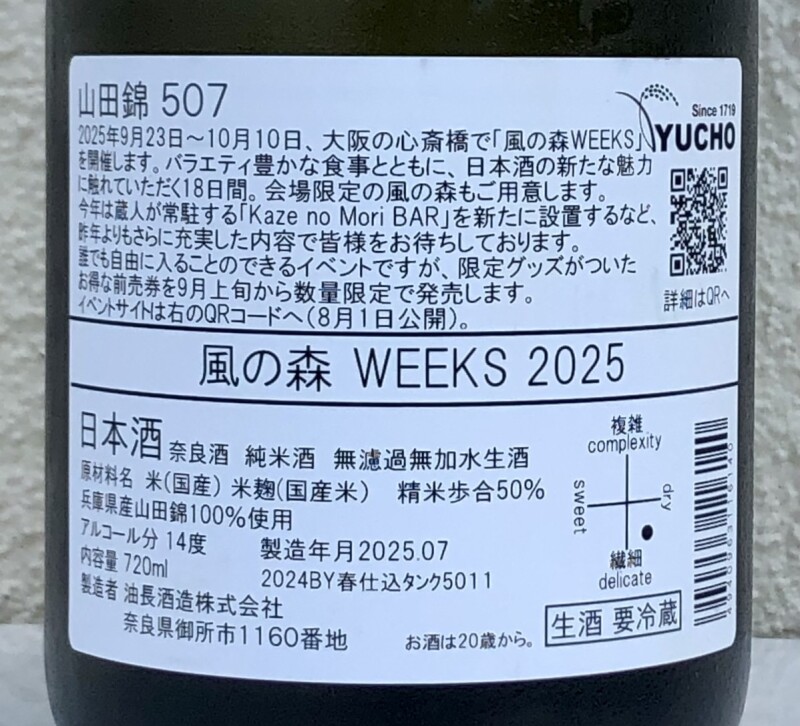 山田錦 507
Since 1719
YUCHO
2025年9月23日～10月10日、大阪の心斎橋で「風の森WEEKS」
を開催します。バラエティ豊かな食事とともに、日本酒の新たな魅力
に触れていただく18日間。会場限定の風の森もご用意します。
今年は蔵人が常駐する「Kaze no Mori BAR」を新たに設置するなど、
昨年よりもさらに充実した内容で皆様をお待ちしております。
誰でも自由に入ることのできるイベントですが、限定グッズがついた
お得な前売券を9月上旬から数量限定で発売します。
イベントサイトは右のQRコードへ(8月1日公開)。
詳細はQRへ
風の森 WEEKS 2025
日本酒 奈良酒 純米酒 無濾過無加水生酒
原材料名 米(国産) 米麹(国産米) 精米歩合50%
兵庫県産山田錦100%使用
アルコール分 14度 製造年月2025.07
内容量 720ml 2024BY春仕込タンク5011
製造者 油長酒造株式会社
奈良県御所市1160番地
お酒は20歳から。
生酒 要冷蔵
複雑
complexity
sweet
dry
繊細
delicate